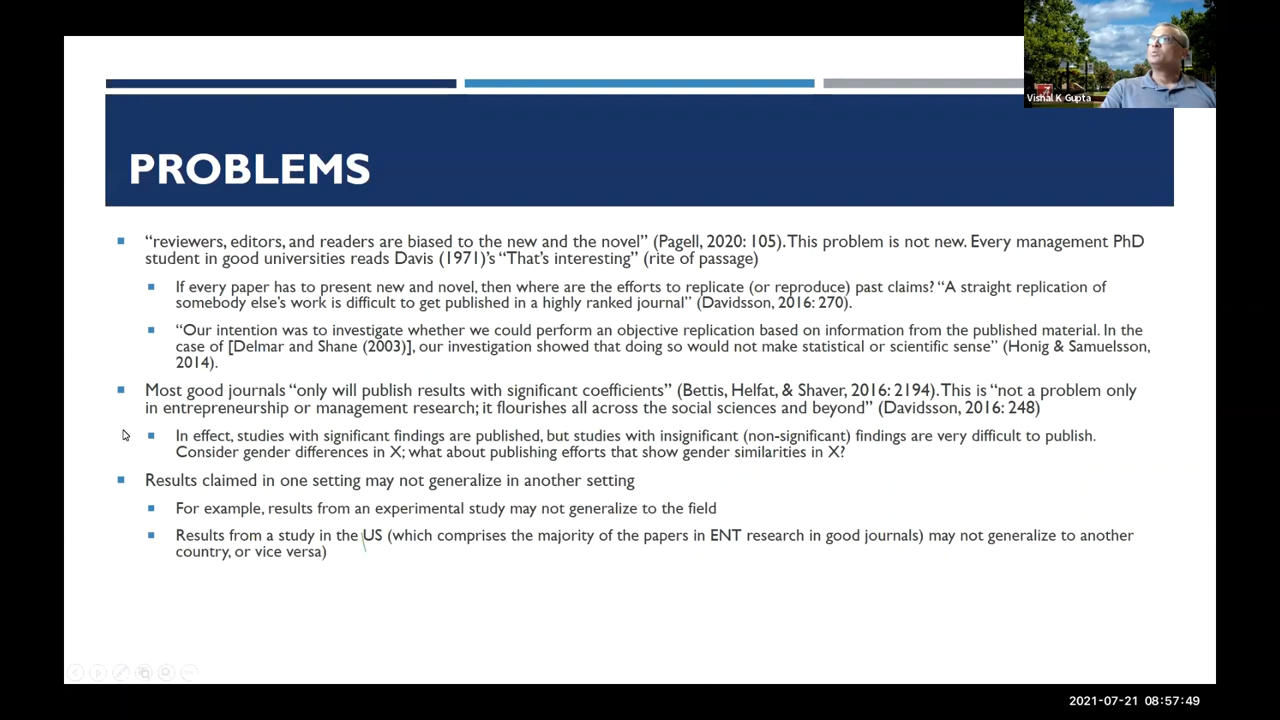 Vishal K Gupta
PROBLEMS
“reviewers, editors, and readers are biased to the new and the novel” (Pagell, 2020: 105). This problem is not new. Every management PhD
student in good universities reads Davis (1971)’s “That’s interesting” (rite of passage)
If every paper has to present new and novel, then where are the efforts to replicate (or reproduce) past claims? “A straight replication of
somebody else’s work is difficult to get published in a highly ranked journal” (Davidsson, 2016: 270).
“Our intention was to investigate whether we could perform an objective replication based on information from the published material. In the
case of [Delmar and Shane (2003)], our investigation showed that doing so would not make statistical or scientific sense” (Honig & Samuelsson,
2014).
Most good journals “only will publish results with significant coefficients” (Bettis, Helfat, & Shaver, 2016: 2194). This is “not a problem only
in entrepreneurship or management research; it flourishes all across the social sciences and beyond” (Davidsson, 2016: 248)
In effect, studies with significant findings are published, but studies with insignificant (non-significant) findings are very difficult to publish.
Consider gender differences in X; what about publishing efforts that show gender similarities in X?
Results claimed in one setting may not generalize in another setting
For example, results from an experimental study may not generalize to the field
Results from a study in the US (which comprises the majority of the papers in ENT research in good journals) may not generalize to another
country, or vice versa)
2021-07-21 08:57:49